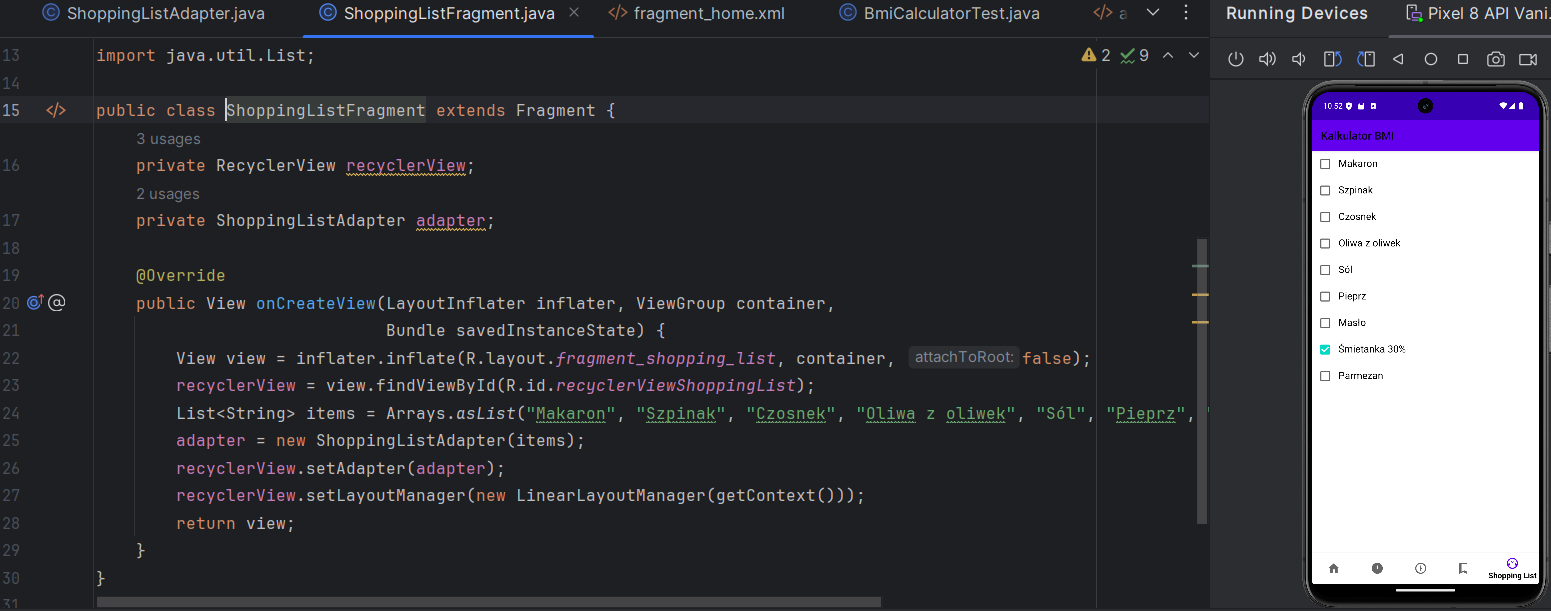 ShoppingListAdapter.java
ShoppingListFragment.java
fragment_home.xml
BmiCalculatorTest.java
a
Running Devices
Pixel 8 API Vani
2 9
13 import java.util.List;
14
15 public class ShoppingListFragment extends Fragment {
3 usages
16 private RecyclerView recyclerView;
2 usages
17 private ShoppingListAdapter adapter;
18
19 @Override
20 public View onCreateView(LayoutInflater inflater, ViewGroup container,
21 Bundle savedInstanceState) {
22 View view = inflater.inflate(R.layout.fragment_shopping_list, container, attachToRoot: false);
23 recyclerView = view.findViewById(R.id.recyclerViewShoppingList);
24 List<String> items = Arrays.asList("Makaron", "Szpinak", "Czosnek", "Oliwa z oliwek", "Sól", "Pieprz", "
25 adapter = new ShoppingListAdapter(items);
26 recyclerView.setAdapter(adapter);
27 recyclerView.setLayoutManager(new LinearLayoutManager(getContext()));
28 return view;
29 }
30 }
31
10:52
Kalkulator BMI
Makaron
Szpinak
Czosnek
Oliwa z oliwek
Sól
Pieprz
Masło
Śmietanka 30%
Parmezan
Shopping List